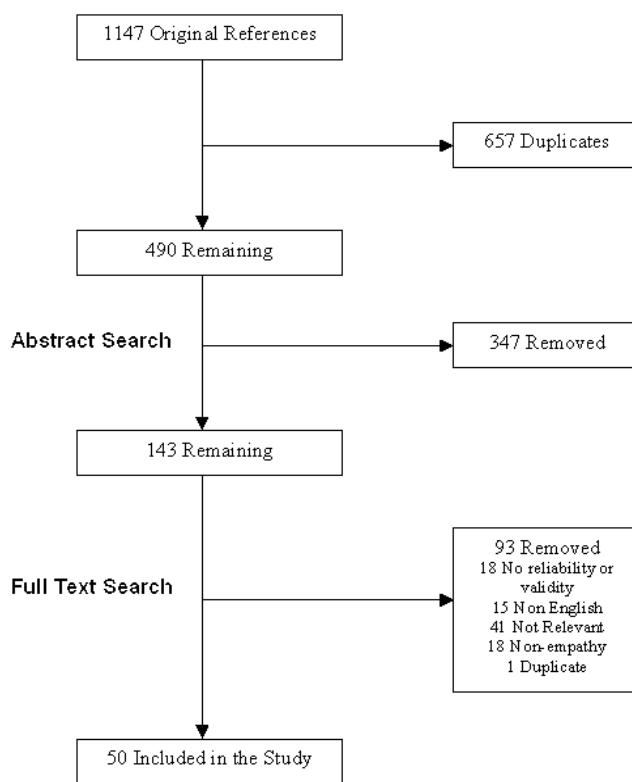 1147 Original References
657 Duplicates
490 Remaining
Abstract Search
347 Removed
143 Remaining
Full Text Search
93 Removed
18 No reliability or
validity
15 Non English
41 Not Relevant
18 Non-empathy
1 Duplicate
50 Included in the Study